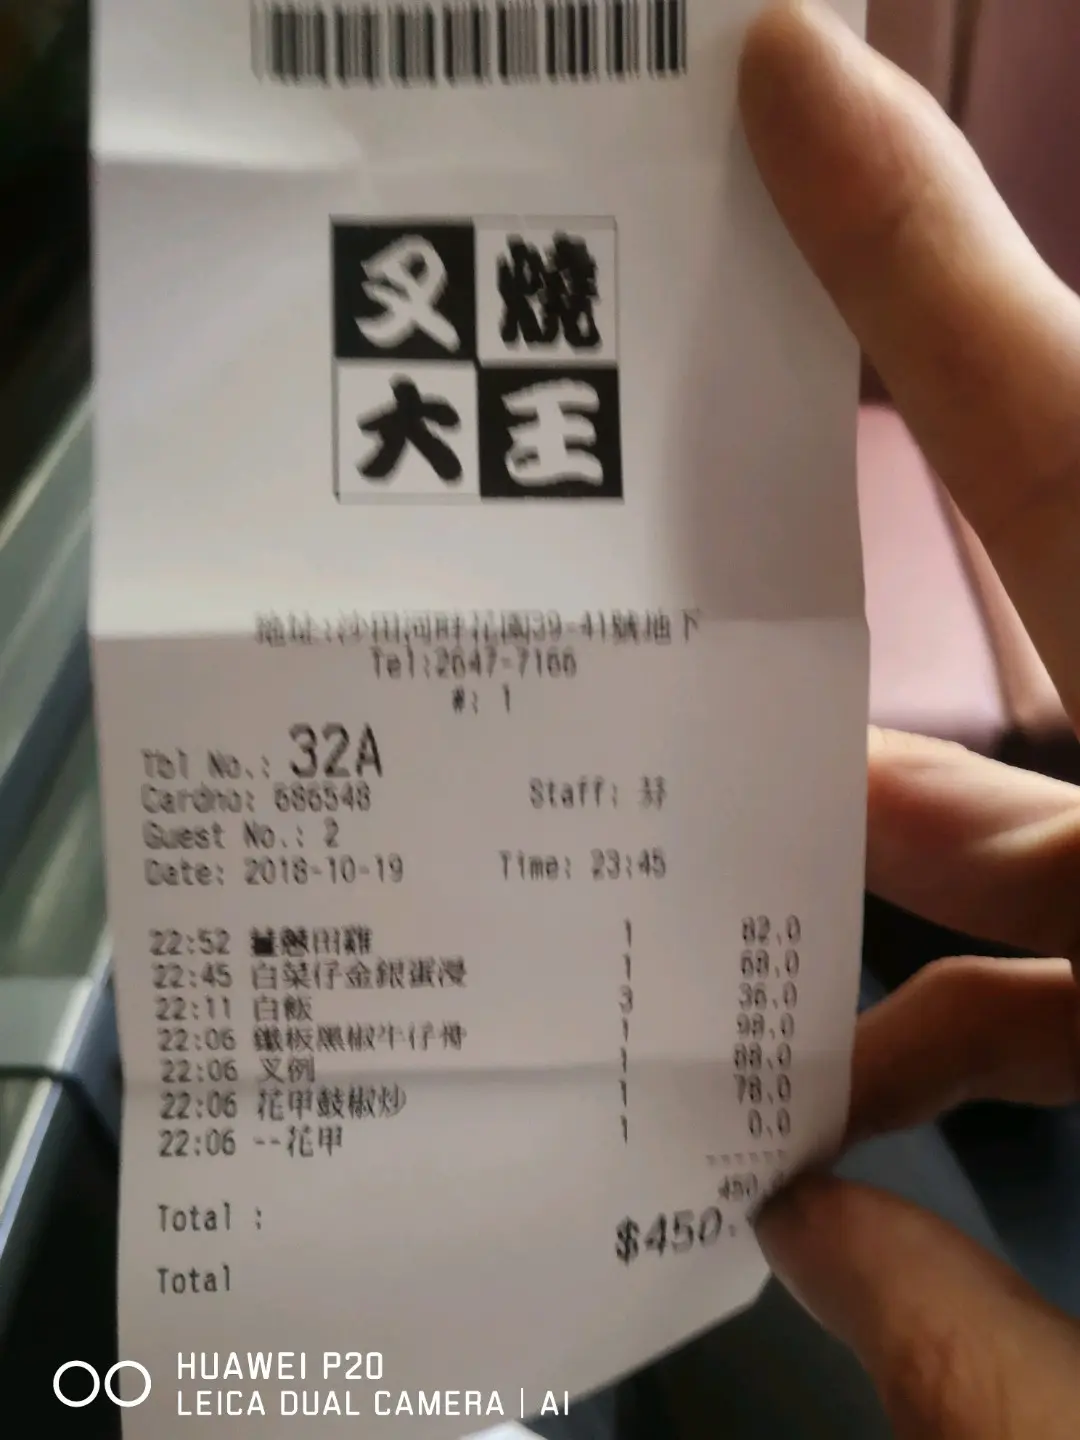 叉燒
大王
地址:沙田河畔花園39-41號地下
Tel:2647-7166
#: 1
Tbl No.: 32A
Cardno: 686548 Staff: 芬
Guest No.: 2
Date: 2018-10-19 Time: 23:45
22:52 田雞 1 82.0
22:45 白菜仔金銀蛋浸 1 68.0
22:11 白飯 3 36.0
22:06 鐵板黑椒牛仔骨 1 98.0
22:06 叉例 1 88.0
22:06 花甲鼓椒炒 1 78.0
22:06 --花甲 1 0.0
------
450.
Total : $450.
Total
HUAWEI P20
LEICA DUAL CAMERA | AI